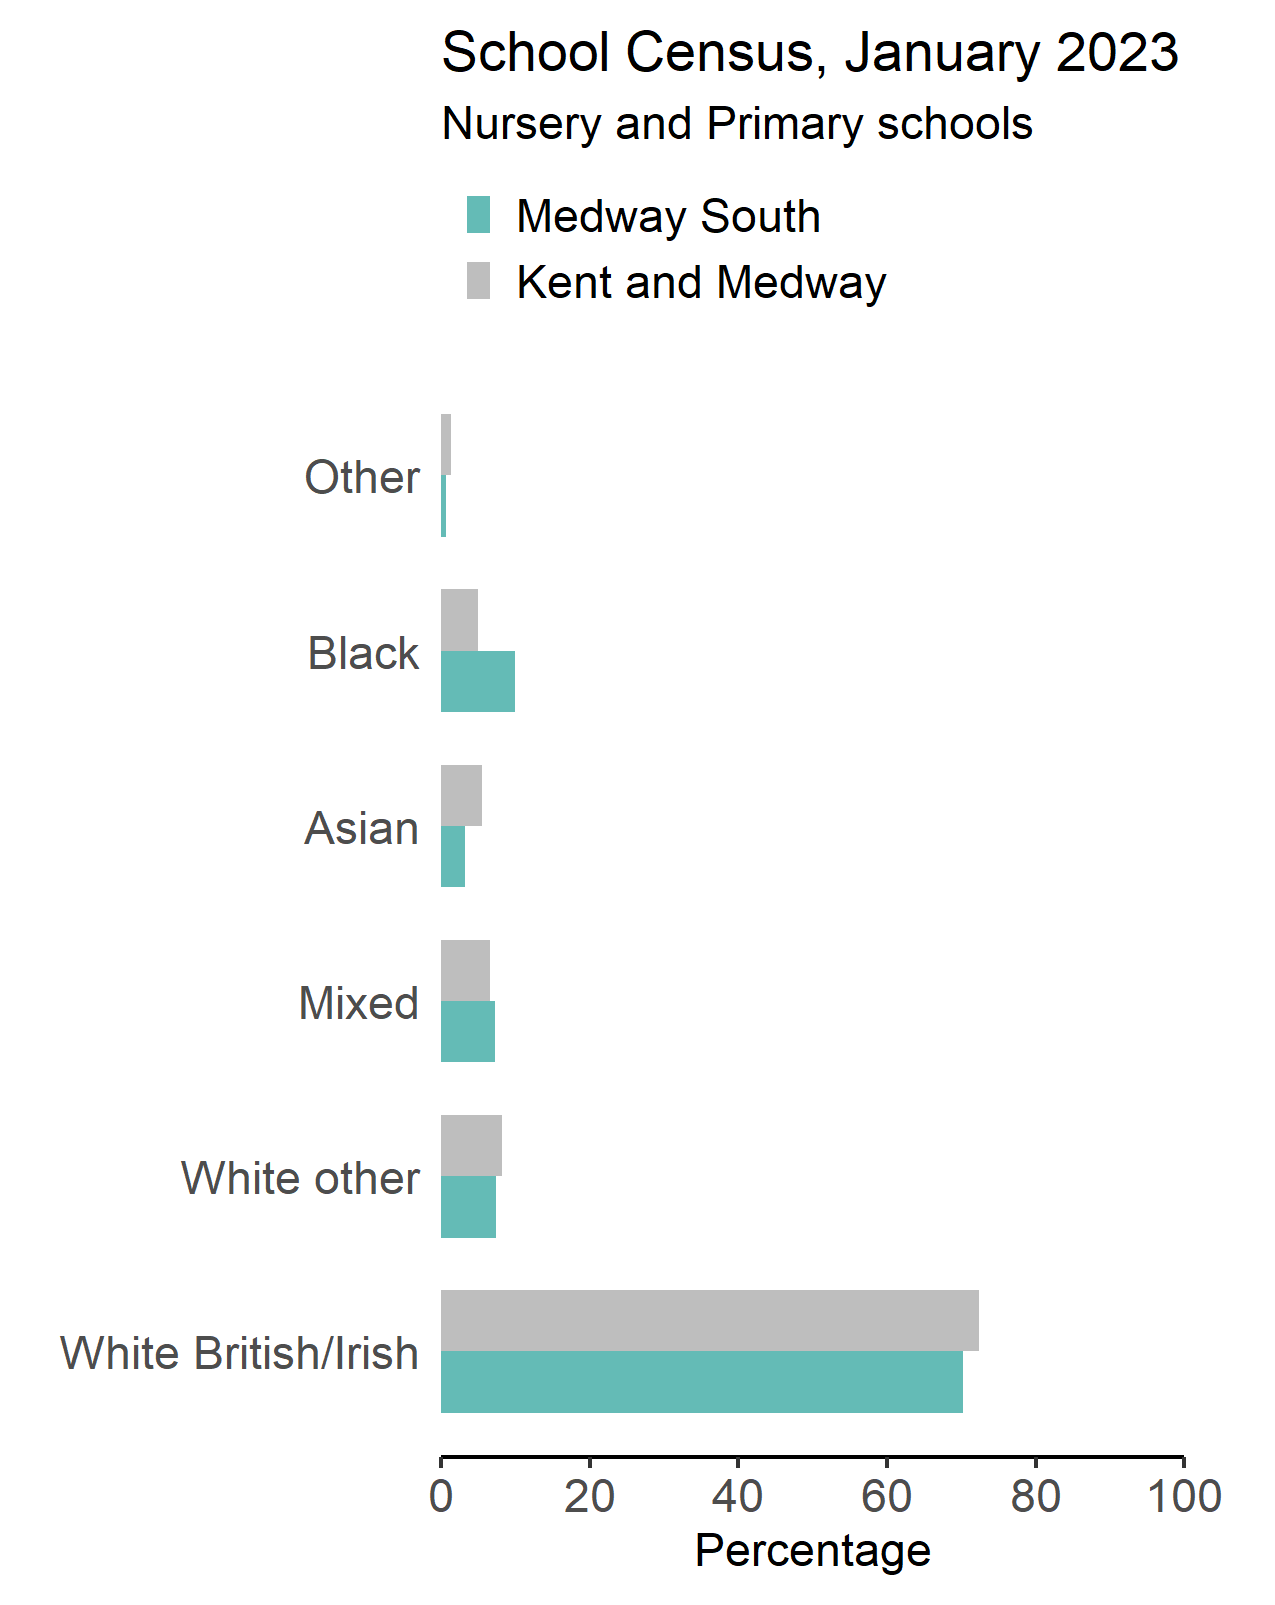 School Census, January 2023
Nursery and Primary schools
Medway South
Kent and Medway
Other
Black
Asian
Mixed
White other
White British/Irish
0 20 40 60 80 100
Percentage